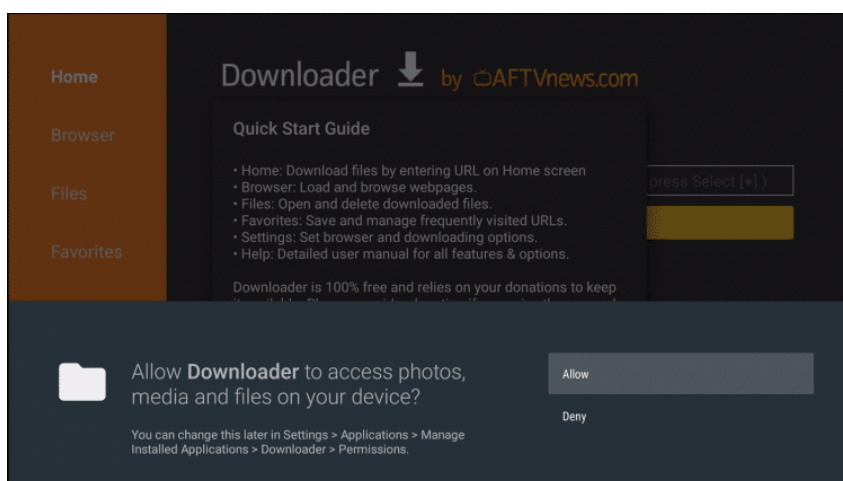 Home
Downloader by AFTVnews.com
Browser
Quick Start Guide
• Home: Download files by entering URL on Home screen
• Browser: Load and browse webpages.
press Select [●] )
Files
• Files: Open and delete downloaded files.
• Favorites: Save and manage frequently visited URLs.
• Settings: Set browser and downloading options.
Favorites
• Help: Detailed user manual for all features & options.
Downloader is 100% free and relies on your donations to keep
Allow Downloader to access photos,
media and files on your device?
You can change this later in Settings > Applications > Manage
Installed Applications > Downloader > Permissions.
Allow
Deny